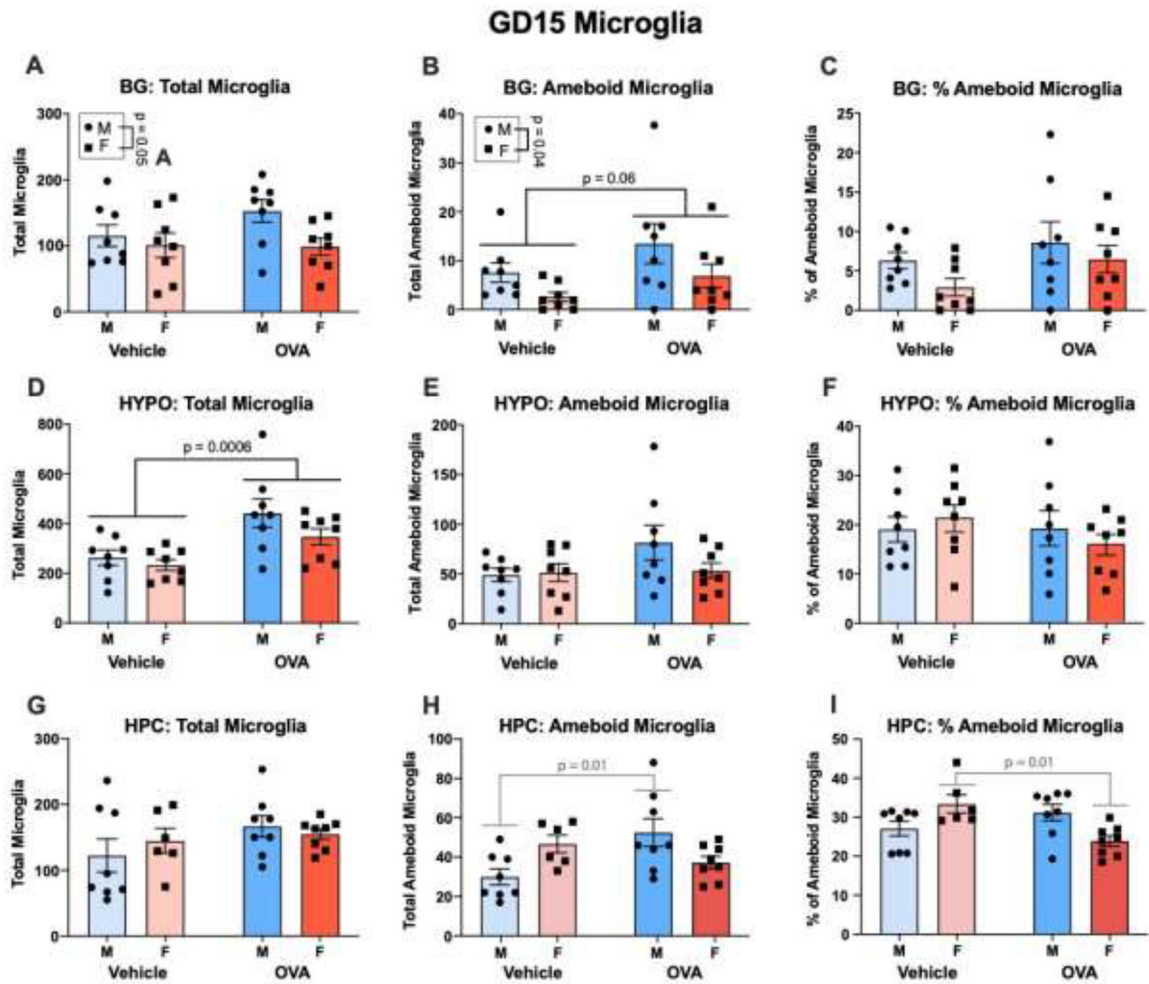 GD15 Microglia
A
BG: Total Microglia
Total Microglia
300
200
100
0
M
F
p = 0.05
A
M
F
M
F
Vehicle
OVA
B
BG: Ameboid Microglia
Total Ameboid Microglia
40
30
20
10
0
M
F
p = 0.04
p = 0.06
M
F
M
F
Vehicle
OVA
C
BG: % Ameboid Microglia
% of Ameboid Microglia
25
20
15
10
5
0
M
F
M
F
Vehicle
OVA
D
HYPO: Total Microglia
Total Microglia
800
600
400
200
0
p = 0.0006
M
F
M
F
Vehicle
OVA
E
HYPO: Ameboid Microglia
Total Ameboid Microglia
200
150
100
50
0
M
F
M
F
Vehicle
OVA
F
HYPO: % Ameboid Microglia
% of Ameboid Microglia
40
30
20
10
0
M
F
M
F
Vehicle
OVA
G
HPC: Total Microglia
Total Microglia
300
200
100
0
M
F
M
F
Vehicle
OVA
H
HPC: Ameboid Microglia
Total Ameboid Microglia
100
80
60
40
20
0
p = 0.01
M
F
M
F
Vehicle
OVA
I
HPC: % Ameboid Microglia
% of Ameboid Microglia
50
40
30
20
10
0
p = 0.01
M
F
M
F
Vehicle
OVA